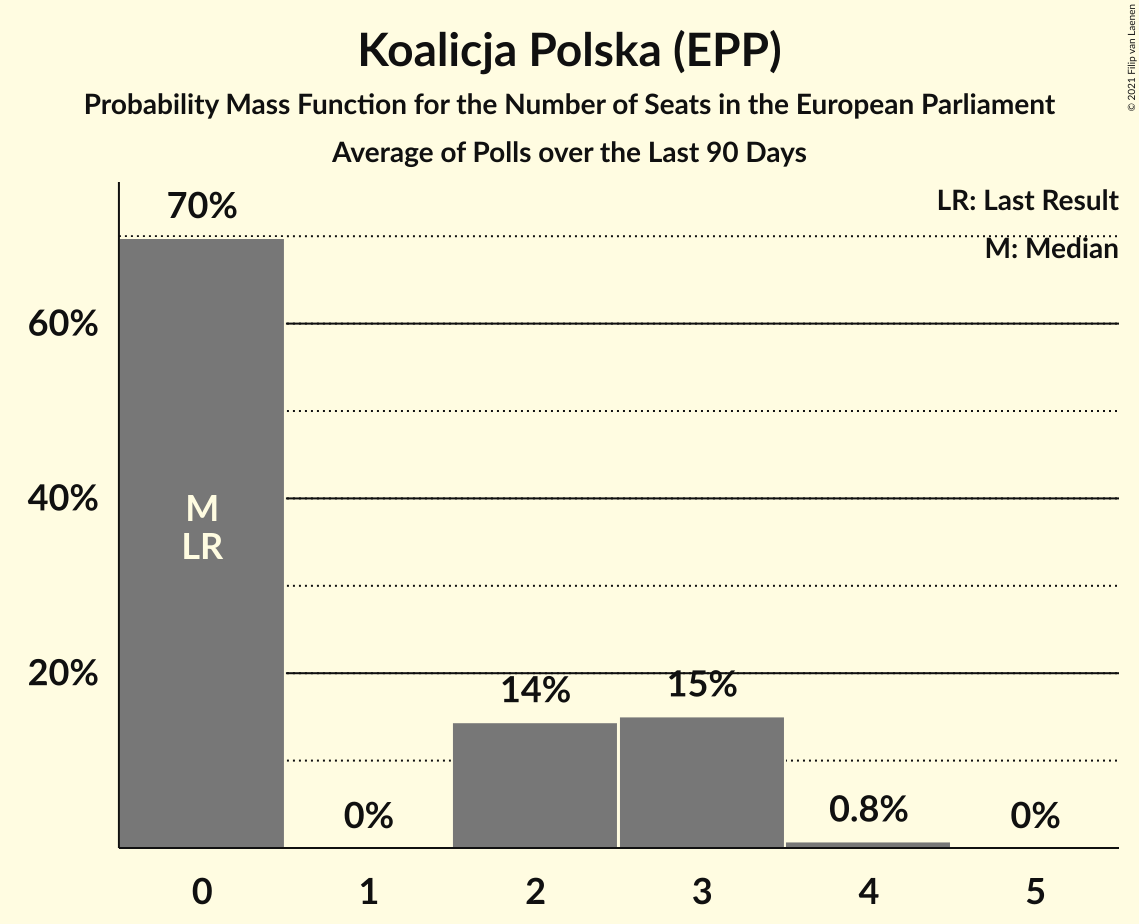 Koalicja Polska (EPP)
Probability Mass Function for the Number of Seats in the European Parliament
Average of Polls over the Last 90 Days
© 2021 Filip van Laenen
LR: Last Result
M: Median
70%
60%
40%
20%
M
LR
0%
14%
15%
0.8%
0%
0 1 2 3 4 5